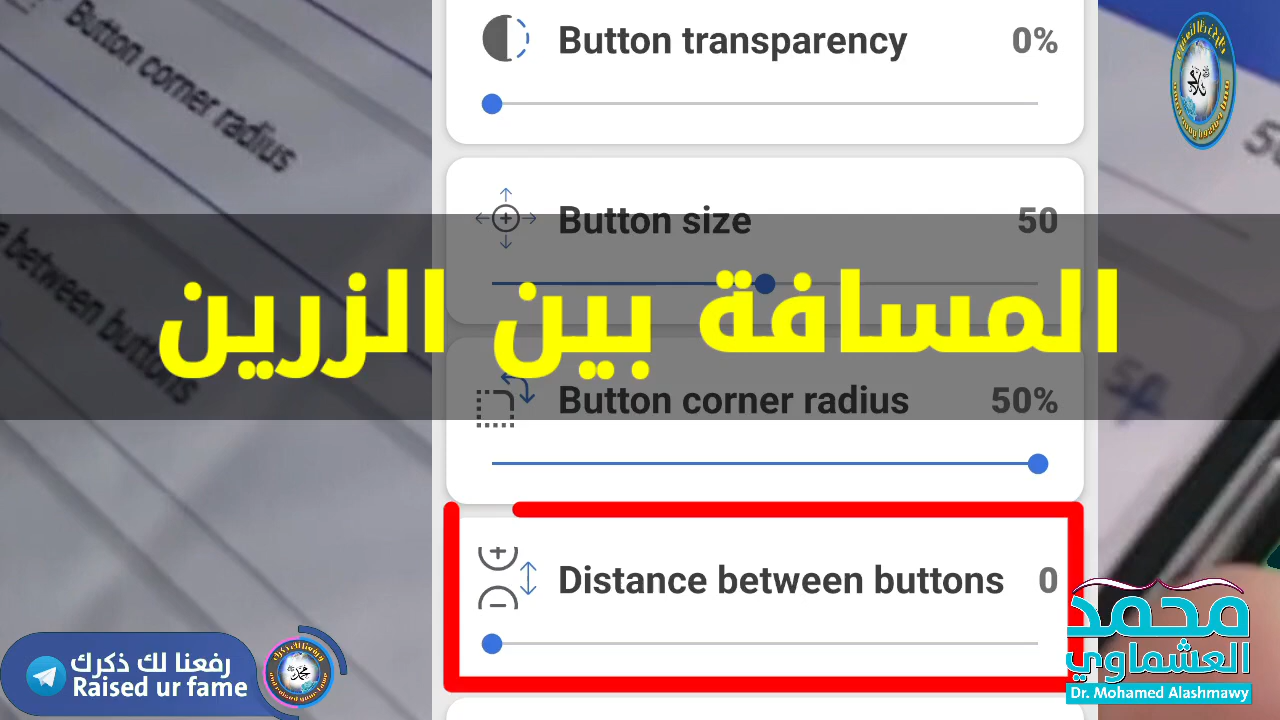 Button transparency 0%
Button size 50
المسافة بين الزرين
Button corner radius 50%
Distance between buttons 0
Button corner radius
between buttons
رفعنا لك ذكرك
Raised ur fame
محمد
العشماوي
Dr. Mohamed Alashmawy